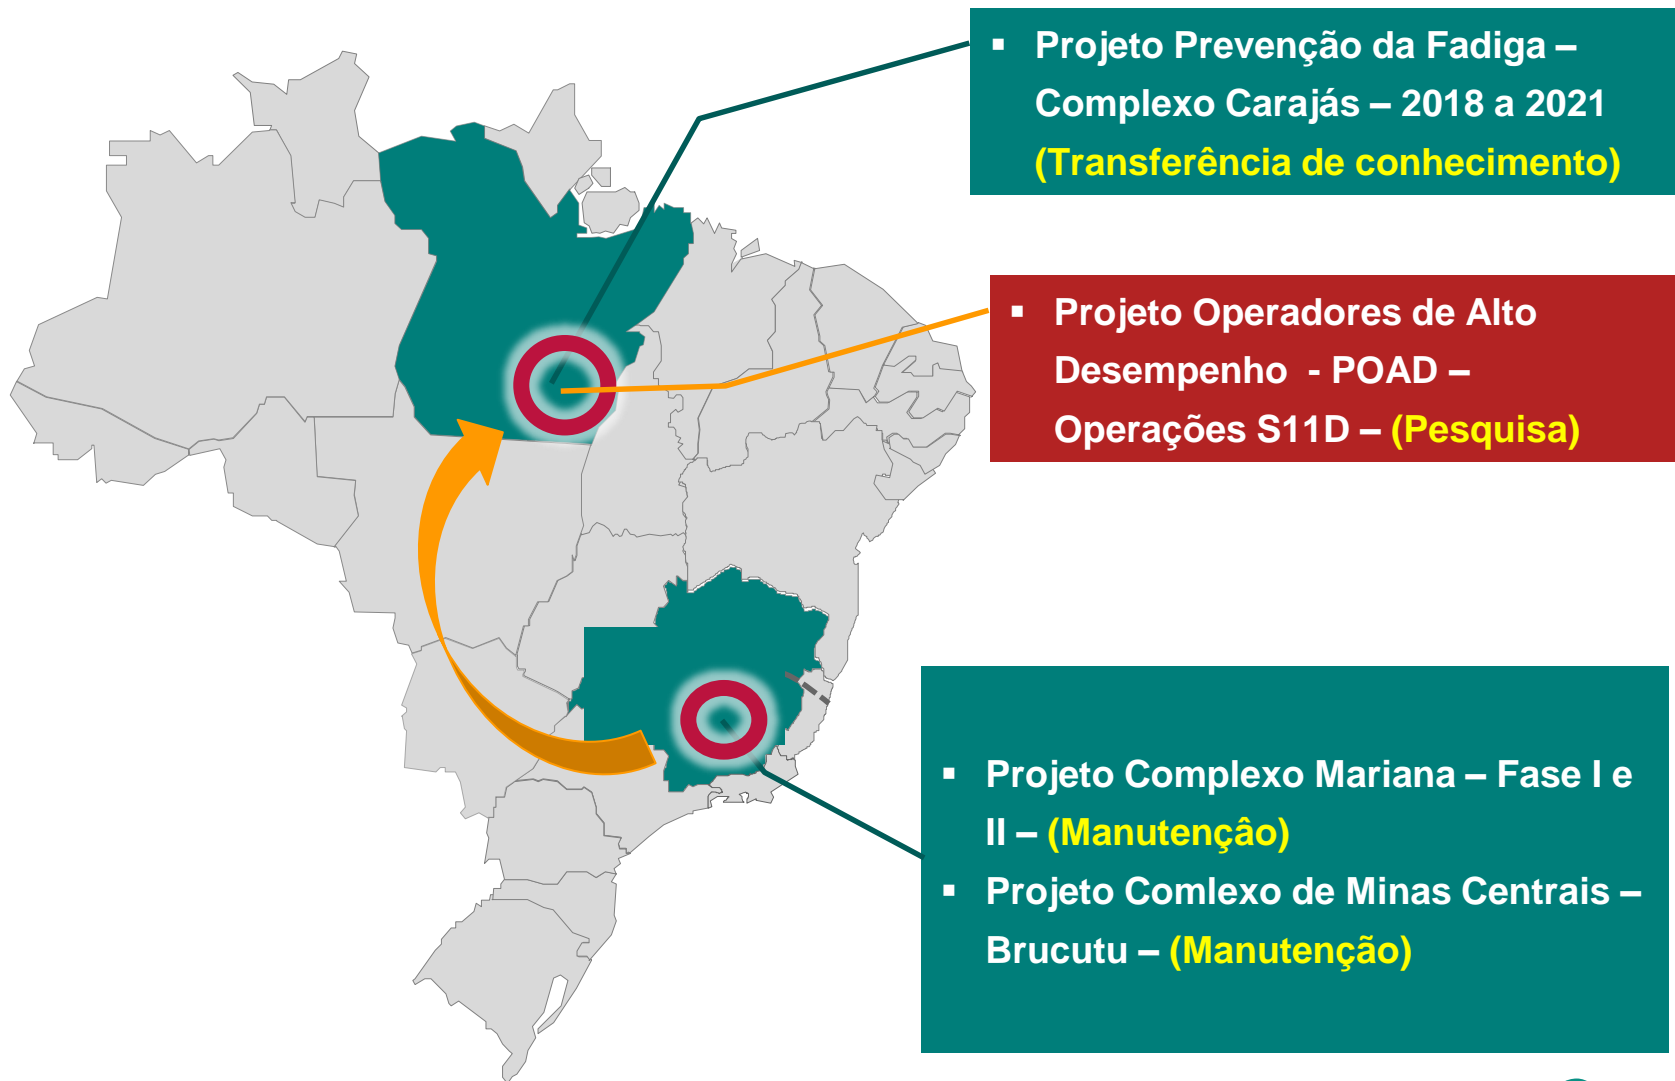 ▪ Projeto Prevenção da Fadiga –
Complexo Carajás – 2018 a 2021
(Transferência de conhecimento)
▪ Projeto Operadores de Alto
Desempenho - POAD –
Operações S11D – (Pesquisa)
▪ Projeto Complexo Mariana – Fase I e
II – (Manutençâo)
▪ Projeto Comlexo de Minas Centrais –
Brucutu – (Manutenção)